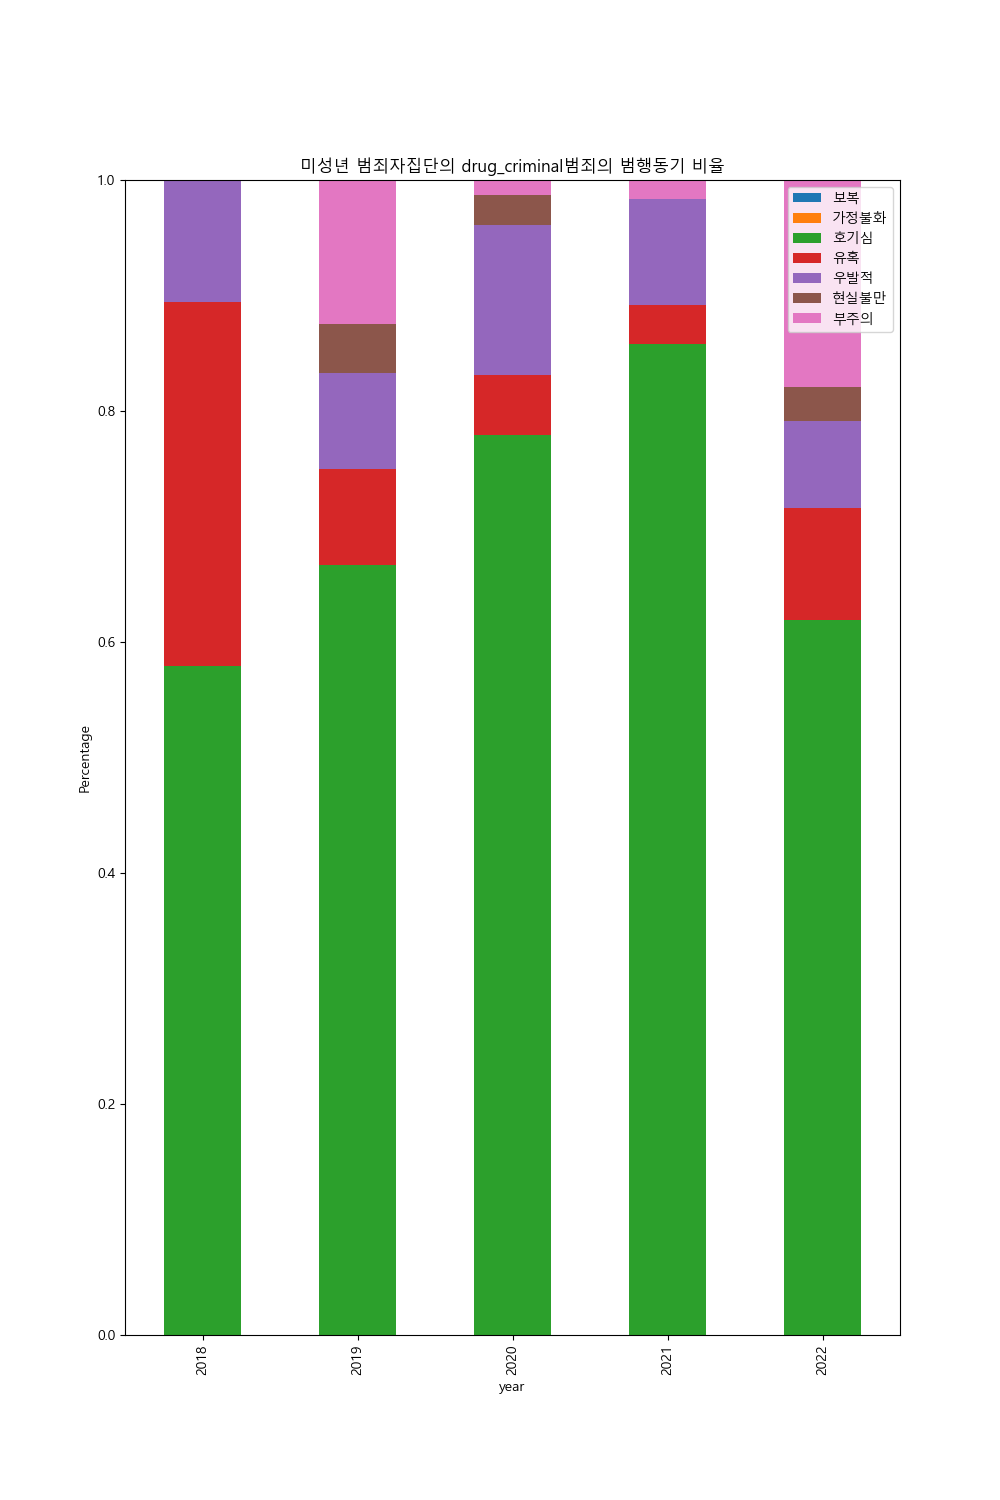 미성년 범죄자집단의 drug_criminal범죄의 범행동기 비율
1.0
0.8
0.6
0.4
0.2
0.0
Percentage
보복
가정불화
호기심
유혹
우발적
현실불만
부주의
2018
2019
2020
2021
2022
year